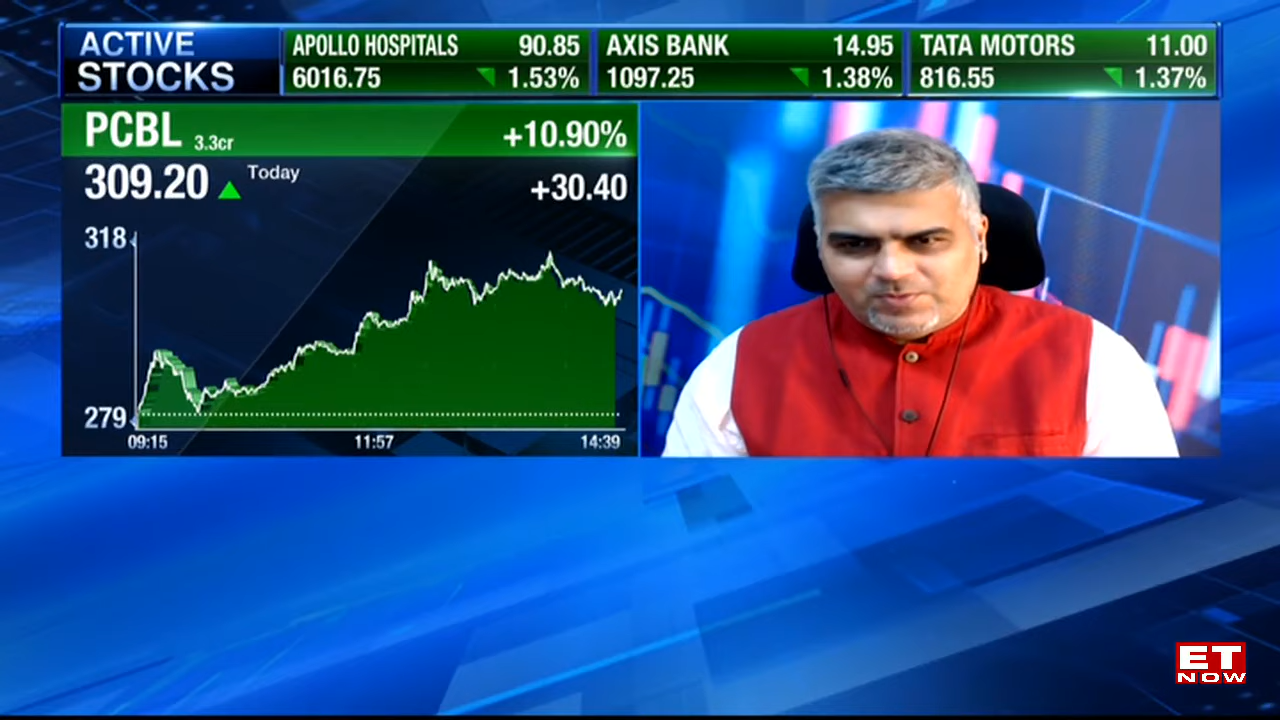 ACTIVE
STOCKS
APOLLO HOSPITALS 90.85
6016.75 1.53%
AXIS BANK 14.95
1097.25 1.38%
TATA MOTORS 11.00
816.55 1.37%
PCBL 3.3cr +10.90%
309.20 Today +30.40
318
279
09:15 11:57 14:39
ET
NOW